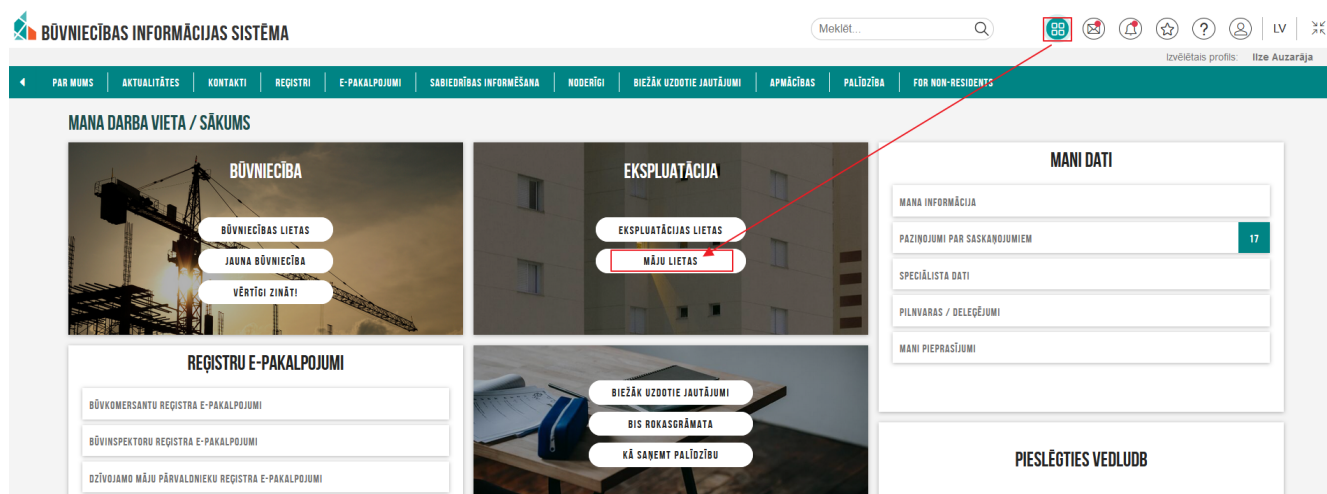 BŪVNIECĪBAS INFORMĀCIJAS SISTĒMA
Meklēt...
LV
Izvēlētais profils: Ilze Auzarāja
PAR MUMS
AKTUALITĀTES
KONTAKTI
REĢISTRI
E-PAKALPOJUMI
SABIEDRĪBAS INFORMĒŠANA
NODERĪGI
BIEŽĀK UZDOTIE JAUTĀJUMI
APMĀCĪBAS
PALĪDZĪBA
FOR NON-RESIDENTS
MANA DARBA VIETA / SĀKUMS
BŪVNIECĪBA
BŪVNIECĪBAS LIETAS
JAUNA BŪVNIECĪBA
VĒRTĪGI ZINĀT!
EKSPLUATĀCIJA
EKSPLUATĀCIJAS LIETAS
MĀJU LIETAS
MANI DATI
MANA INFORMĀCIJA
PAZIŅOJUMI PAR SASKAŅOJUMIEM 17
SPECIĀLISTA DATI
PILNVARAS / DELEĢĒJUMI
MANI PIEPRASĪJUMI
REĢISTRU E-PAKALPOJUMI
BŪVKOMERSANTU REĢISTRA E-PAKALPOJUMI
BŪVINSPEKTORU REĢISTRA E-PAKALPOJUMI
DZĪVOJAMO MĀJU PĀRVALDNIEKU REĢISTRA E-PAKALPOJUMI
BIEŽĀK UZDOTIE JAUTĀJUMI
BIS ROKASGRĀMATA
KĀ SAŅEMT PALĪDZĪBU
PIESLĒGTIES VEDLUDB